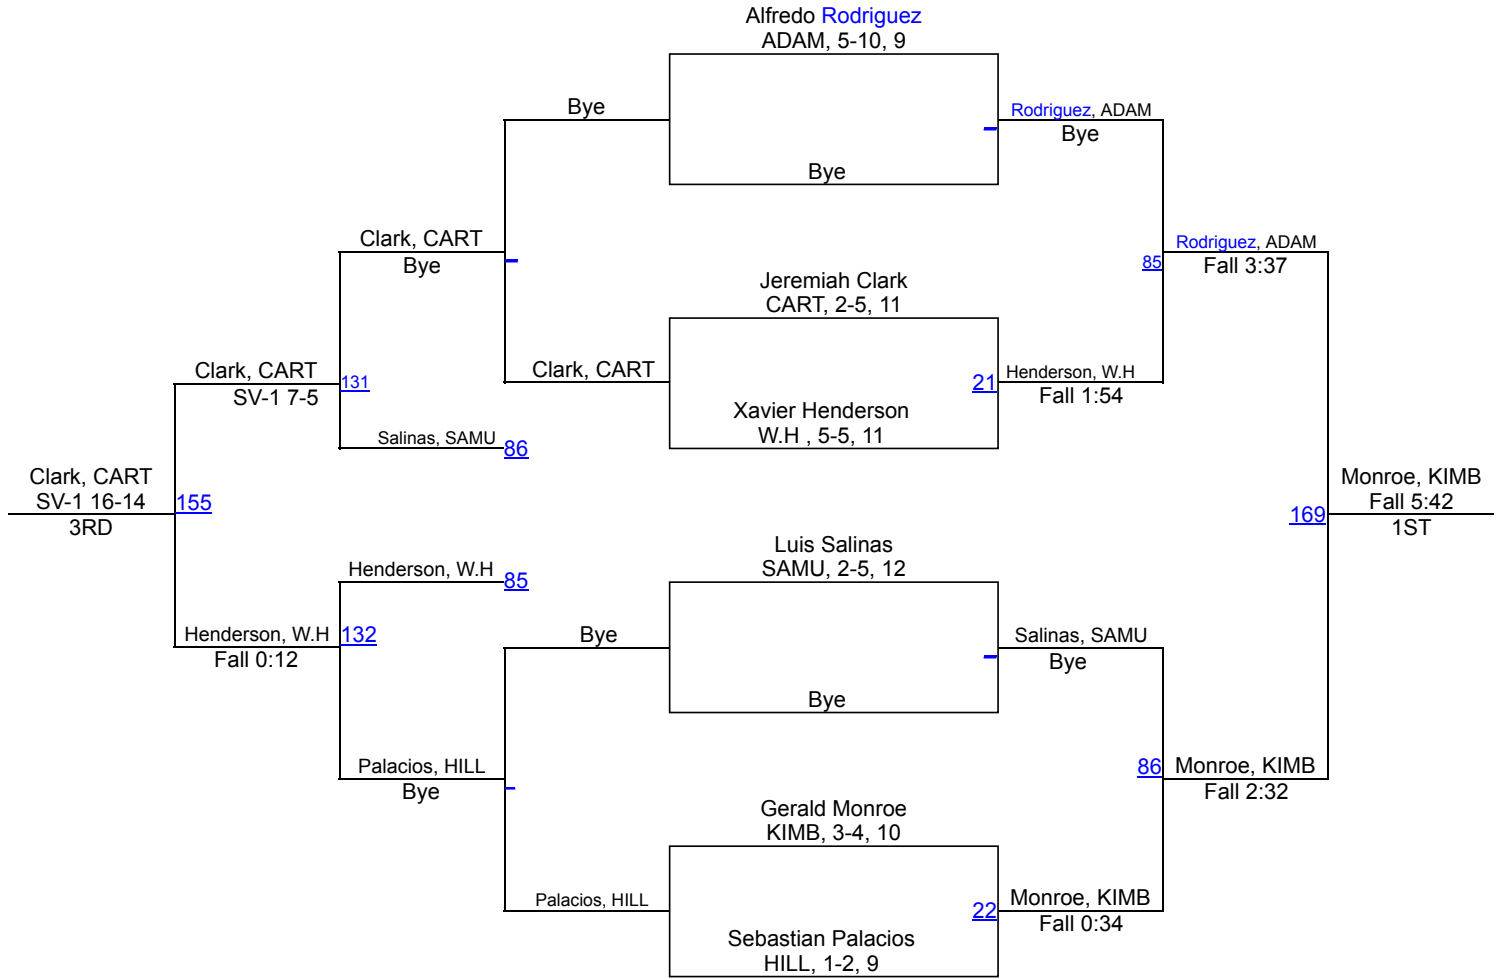 Alfredo Rodriguez
ADAM, 5-10, 9
Bye
Rodriguez, ADAM
Bye
Bye
Clark, CART
Bye
Rodriguez, ADAM
85
Fall 3:37
Jeremiah Clark
CART, 2-5, 11
Clark, CART
131
SV-1 7-5
Clark, CART
21
Henderson, W.H
Fall 1:54
Xavier Henderson
W.H , 5-5, 11
Salinas, SAMU
86
Clark, CART
SV-1 16-14
155
3RD
Monroe, KIMB
Fall 5:42
169
1ST
Luis Salinas
SAMU, 2-5, 12
Henderson, W.H
85
Henderson, W.H
132
Fall 0:12
Bye
Salinas, SAMU
Bye
Bye
Palacios, HILL
Bye
86
Monroe, KIMB
Fall 2:32
Gerald Monroe
KIMB, 3-4, 10
Palacios, HILL
22
Monroe, KIMB
Fall 0:34
Sebastian Palacios
HILL, 1-2, 9